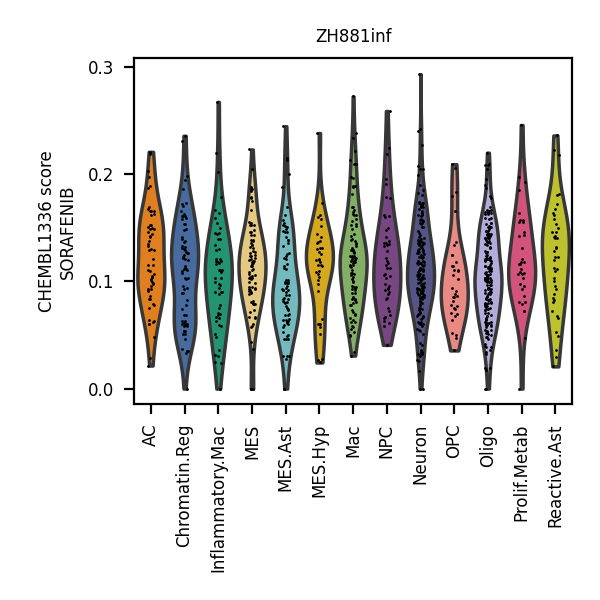 ZH881inf
CHEMBL1336 score
SORAFENIB
0.3
0.2
0.1
0.0
AC
Chromatin.Reg
Inflammatory.Mac
MES
MES.Ast
MES.Hyp
Mac
NPC
Neuron
OPC
Oligo
Prolif.Metab
Reactive.Ast